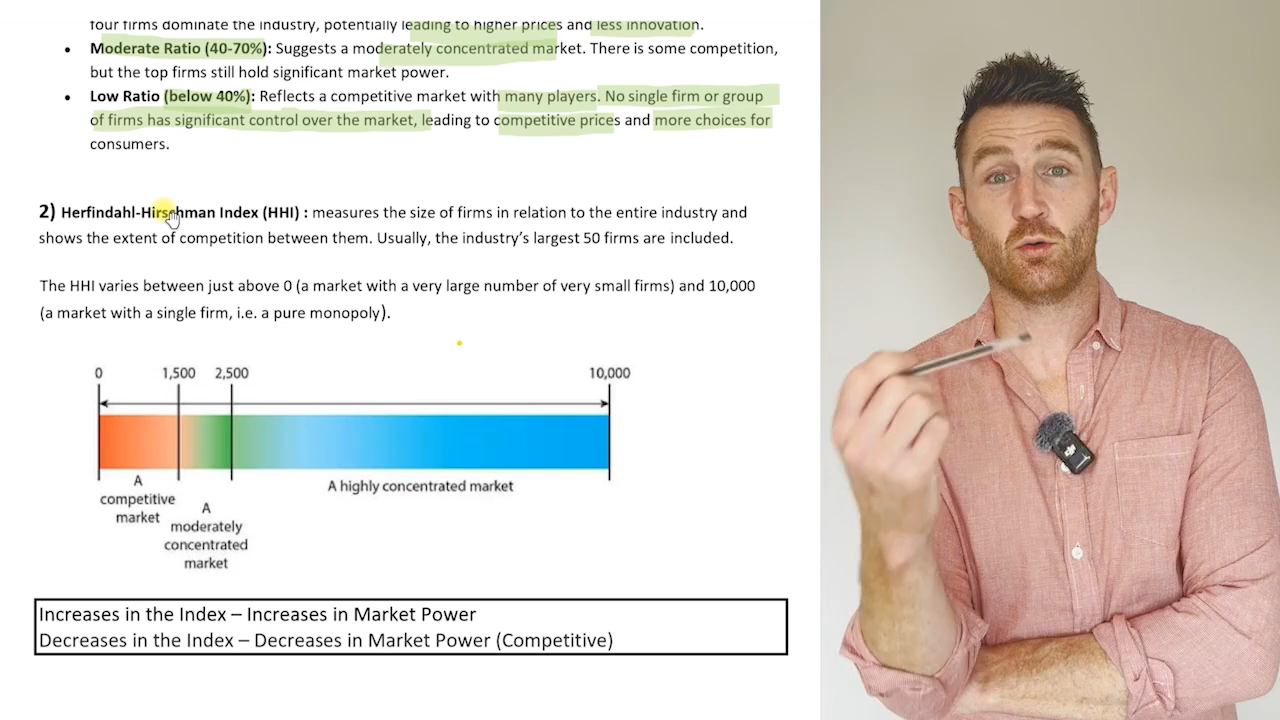 four firms dominate the industry, potentially leading to higher prices and less innovation.
• Moderate Ratio (40-70%): Suggests a moderately concentrated market. There is some competition,
but the top firms still hold significant market power.
• Low Ratio (below 40%): Reflects a competitive market with many players. No single firm or group
of firms has significant control over the market, leading to competitive prices and more choices for
consumers.
2) Herfindahl-Hirschman Index (HHI) : measures the size of firms in relation to the entire industry and
shows the extent of competition between them. Usually, the industry's largest 50 firms are included.
The HHI varies between just above 0 (a market with a very large number of very small firms) and 10,000
(a market with a single firm, i.e. a pure monopoly).
0 1,500 2,500 10,000
A
competitive
market
A
moderately
concentrated
market
A highly concentrated market
Increases in the Index – Increases in Market Power
Decreases in the Index – Decreases in Market Power (Competitive)
dji